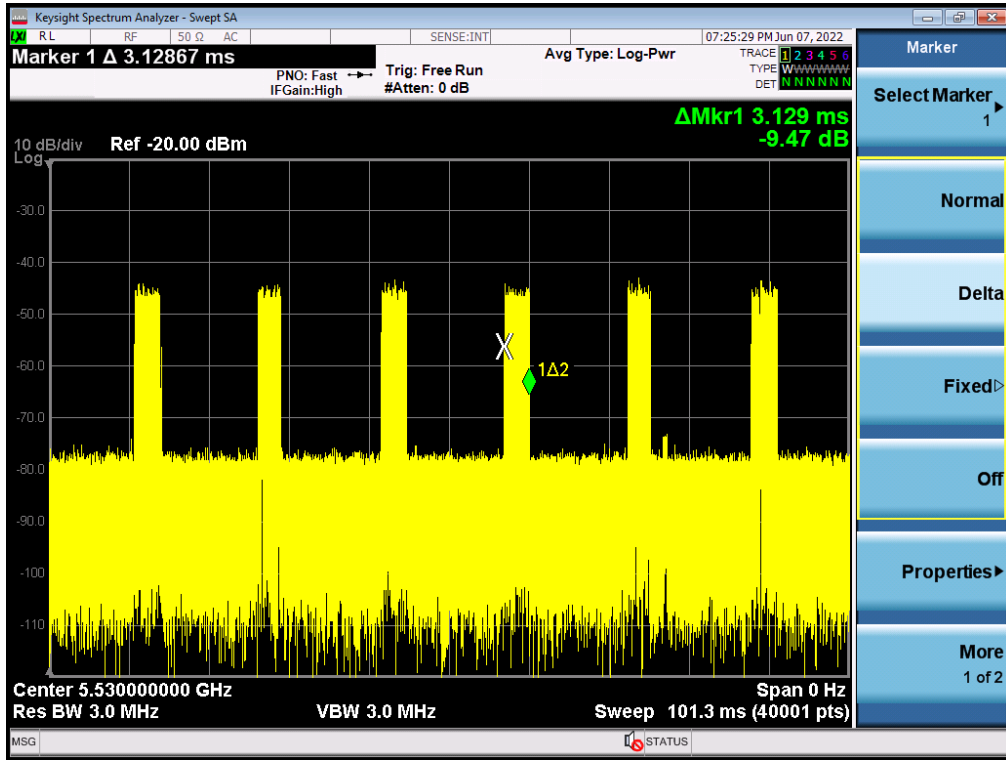 Keysight Spectrum Analyzer - Swept SA
LXI RL RF 50 Ω AC SENSE:INT 07:25:29 PM Jun 07, 2022
Marker 1 Δ 3.12867 ms
PNO: Fast
IFGain:High
Trig: Free Run
#Atten: 0 dB
Avg Type: Log-Pwr
TRACE 1 2 3 4 5 6
TYPE WWWWWW
DET N N N N N N
ΔMkr1 3.129 ms
-9.47 dB
10 dB/div Ref -20.00 dBm
Log
-30.0
-40.0
-50.0
-60.0
-70.0
-80.0
-90.0
-100
-110
X
1Δ2
Center 5.530000000 GHz Span 0 Hz
Res BW 3.0 MHz VBW 3.0 MHz Sweep 101.3 ms (40001 pts)
MSG STATUS
Marker
Select Marker
1
Normal
Delta
Fixed
Off
Properties
More
1 of 2